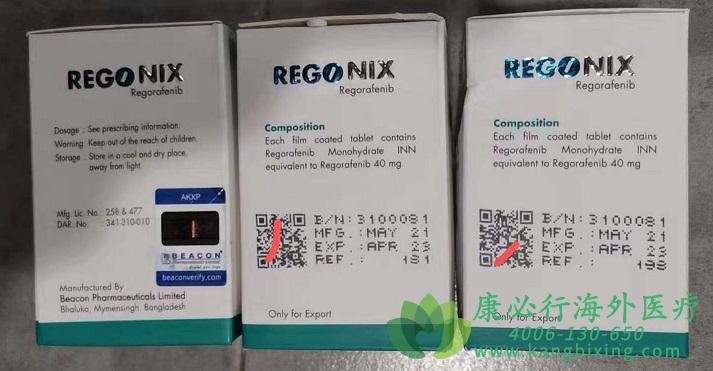 REGONIX
Regorafenib
Dosage : See prescribing information.
Warning: Keep out of the reach of children.
Storage : Store in a cool and dry place,
away from light.
AKXP
Mfg. Lic. No. : 258 & 477
DAR. No. : 341-310-010
BEACON
beaconverify.com
Manufactured By
Beacon Pharmaceuticals Limited
Bhaluka, Mymensingh, Bangladesh
REGONIX
Regorafenib
Composition
Each film coated tablet contains
Regorafenib Monohydrate INN
equivalent to Regorafenib 40 mg
B/N: 3100081
MFG.: MAY 21
EXP.: APR 23
REF.: 181
Only for Export
REGONIX
Regorafenib
Composition
Each film coated tablet contains
Regorafenib Monohydrate INN
equivalent to Regorafenib 40 mg
B/N: 3100081
MFG.: MAY 21
EXP.: APR 23
REF.: 198
Only for Export
康必行海外医疗
4006-130-650
www.kangbixing.com